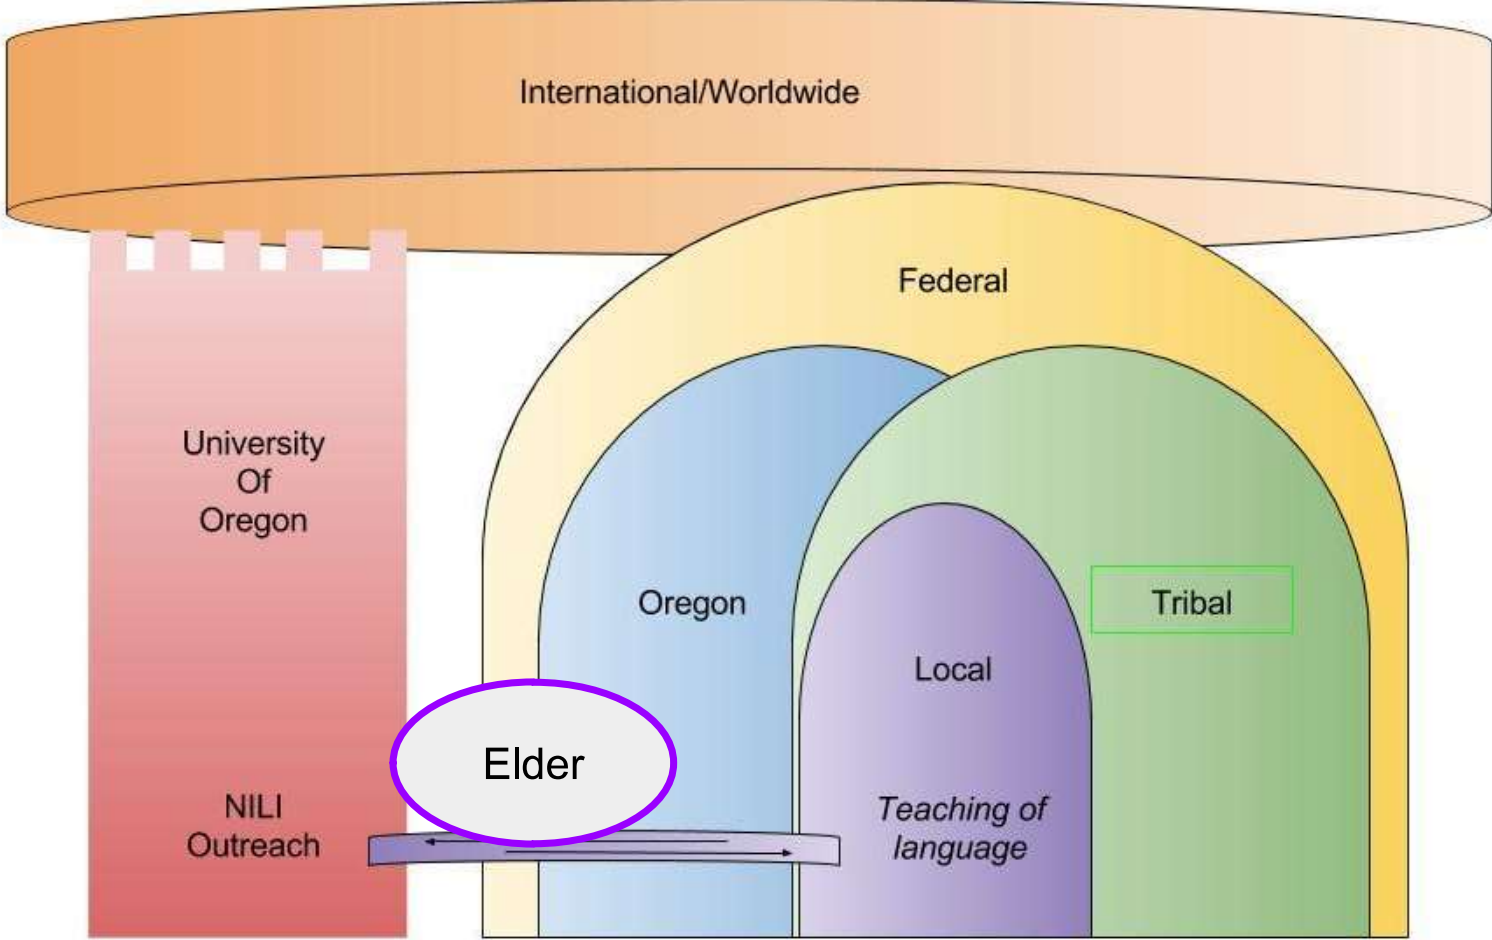 International/Worldwide
Federal
University
Of
Oregon
Oregon
Tribal
Local
Elder
NILI
Outreach
Teaching of
language